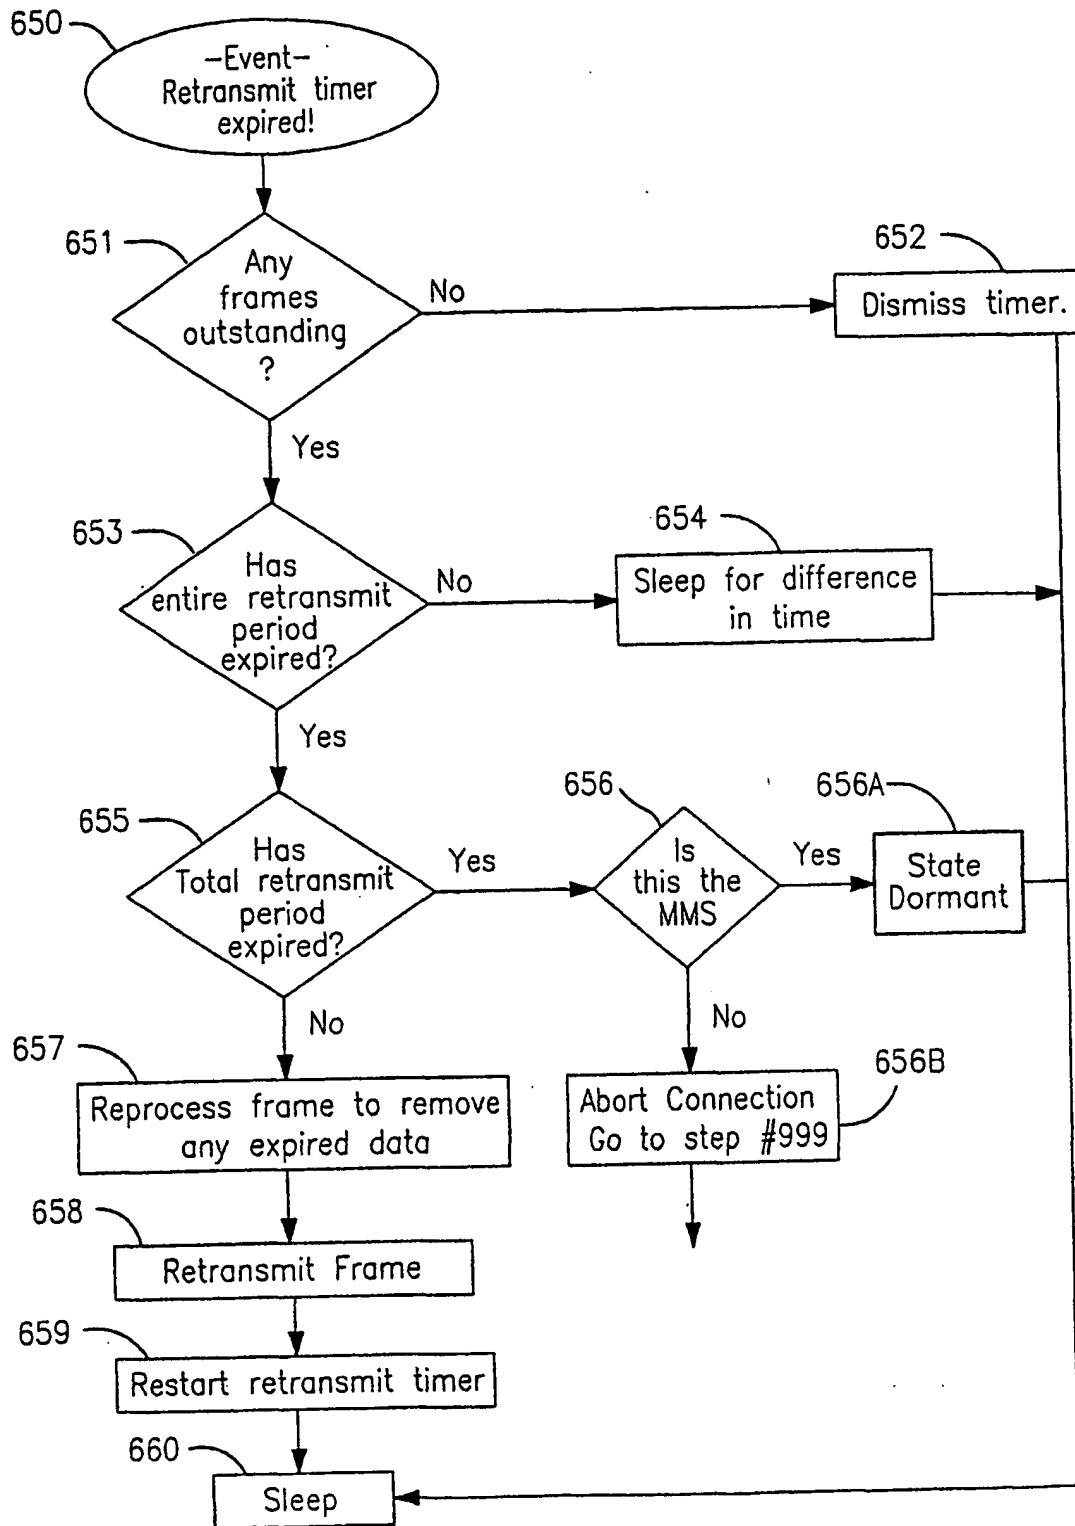 650
-Event-
Retransmit timer
expired!
651
Any
frames
outstanding
?
No
652
Dismiss timer.
Yes
653
Has
entire retransmit
period
expired?
No
654
Sleep for difference
in time
Yes
655
Has
Total retransmit
period
expired?
Yes
656
Is
this the
MMS
Yes
656A
State
Dormant
No
No
656B
Abort Connection
Go to step #999
657
Reprocess frame to remove
any expired data
658
Retransmit Frame
659
Restart retransmit timer
660
Sleep